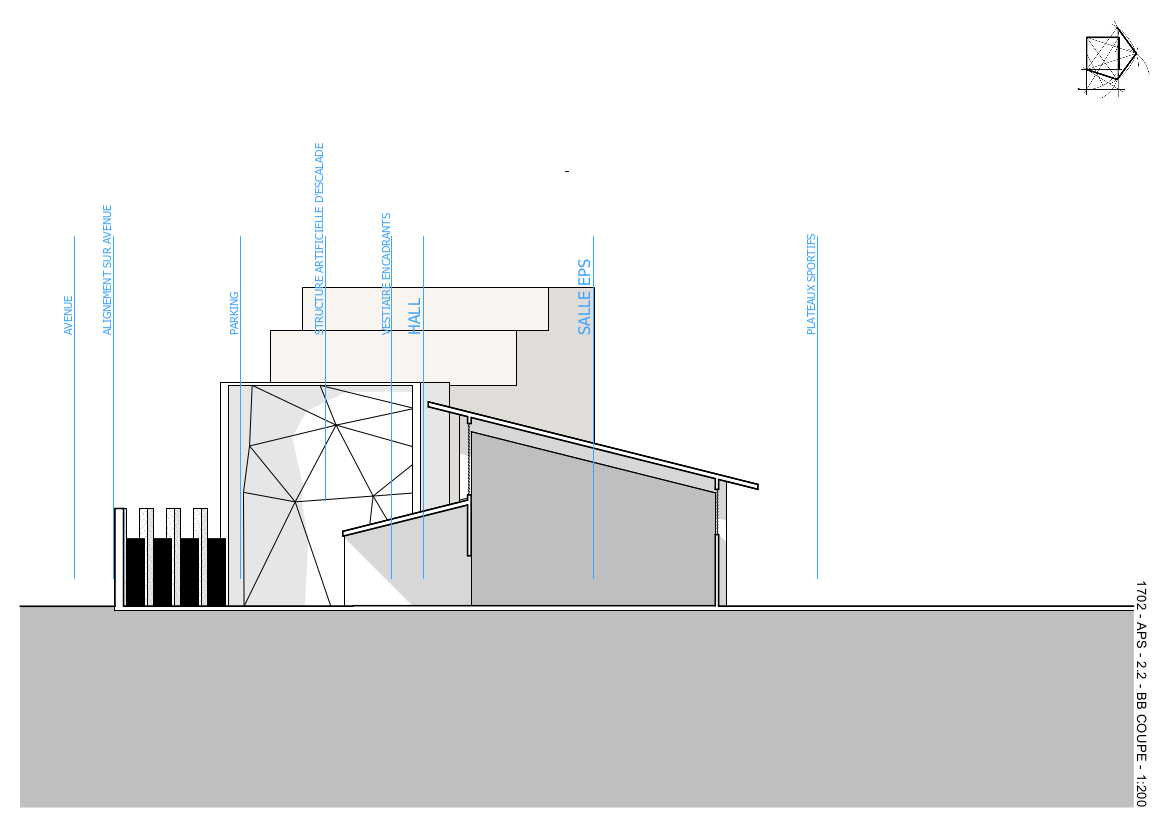 AVENUE
ALIGNEMENT SUR AVENUE
PARKING
STRUCTURE ARTIFICIELLE D'ESCALADE
VESTIAIRE ENCADRANTS
HALL
SALLE EPS
PLATEAUX SPORTIFS
1702 - APS - 2.2 - BB COUPE - 1:200